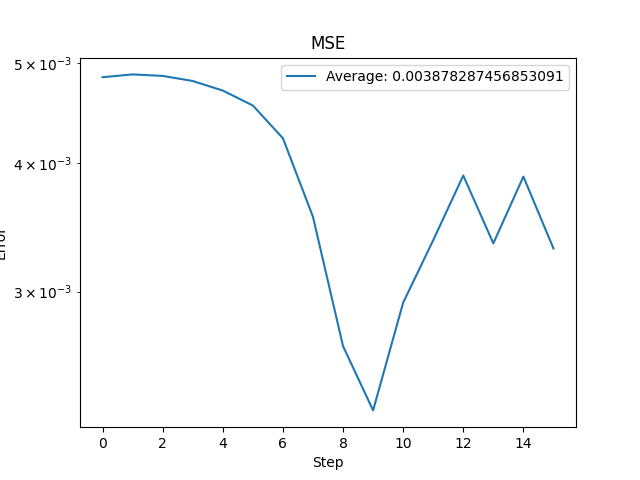 MSE
Average: 0.003878287456853091
5 × 10⁻³
4 × 10⁻³
3 × 10⁻³
Error
0 2 4 6 8 10 12 14
Step